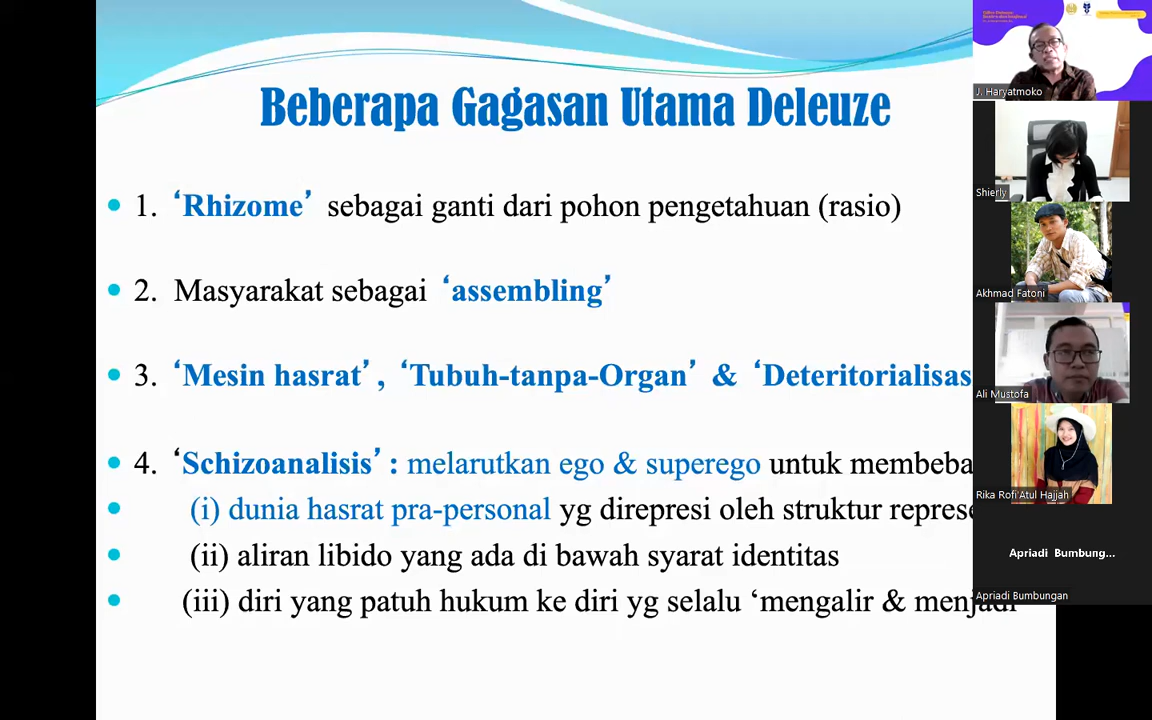 Beberapa Gagasan Utama Deleuze
1. ‘Rhizome’ sebagai ganti dari pohon pengetahuan (rasio)
2. Masyarakat sebagai ‘assembling’
3. ‘Mesin hasrat’, ‘Tubuh-tanpa-Organ’ & ‘Deteritorialisas
4. ‘Schizoanalisis’ : melarutkan ego & superego untuk membeba
(i) dunia hasrat pra-personal yg direpresi oleh struktur represe
(ii) aliran libido yang ada di bawah syarat identitas
(iii) diri yang patuh hukum ke diri yg selalu ‘mengalir & menjadi
J. Haryatmoko
Shierly
Akhmad Fatoni
Ali Mustofa
Rika Rofi'Atul Hajjah
Apriadi Bumbung...
Apriadi Bumbungan